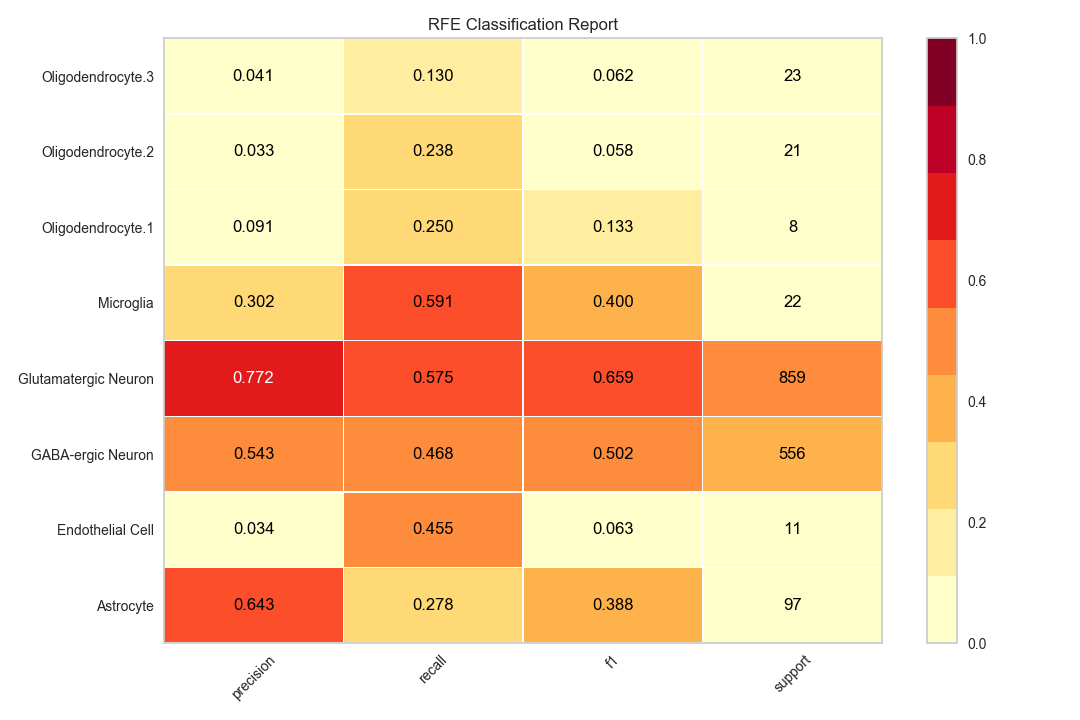 RFE Classification Report
Oligodendrocyte.3 0.041 0.130 0.062 23
Oligodendrocyte.2 0.033 0.238 0.058 21
Oligodendrocyte.1 0.091 0.250 0.133 8
Microglia 0.302 0.591 0.400 22
Glutamatergic Neuron 0.772 0.575 0.659 859
GABA-ergic Neuron 0.543 0.468 0.502 556
Endothelial Cell 0.034 0.455 0.063 11
Astrocyte 0.643 0.278 0.388 97
precision recall f1 support
1.0
0.8
0.6
0.4
0.2
0.0